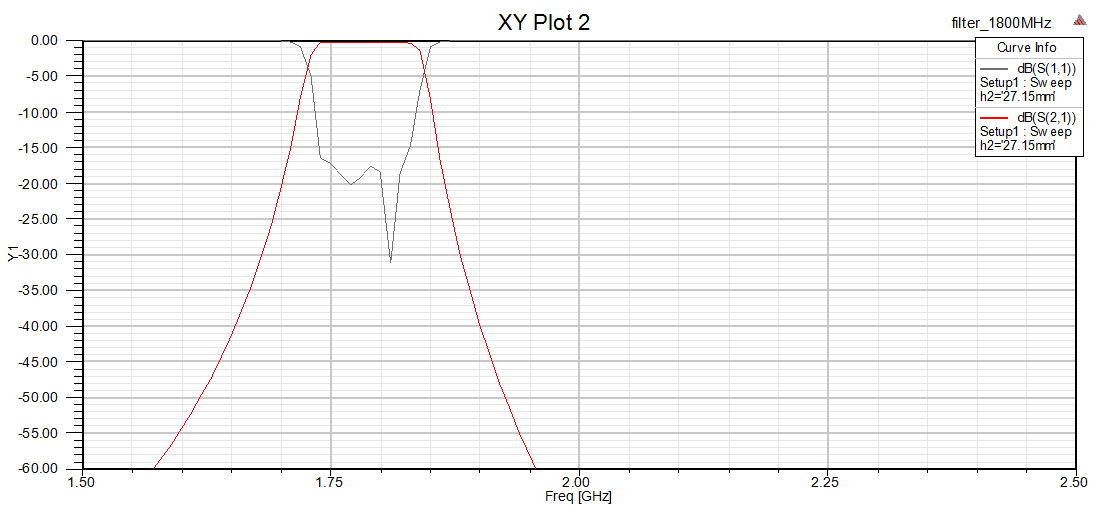 XY Plot 2
filter_1800MHz
Curve Info
dB(S(1,1))
Setup1 : Sweep
h2='27.15mm'
dB(S(2,1))
Setup1 : Sweep
h2='27.15mm'
0.00
-5.00
-10.00
-15.00
-20.00
-25.00
-30.00
-35.00
-40.00
-45.00
-50.00
-55.00
-60.00
Y1
1.50 1.75 2.00 2.25 2.50
Freq [GHz]